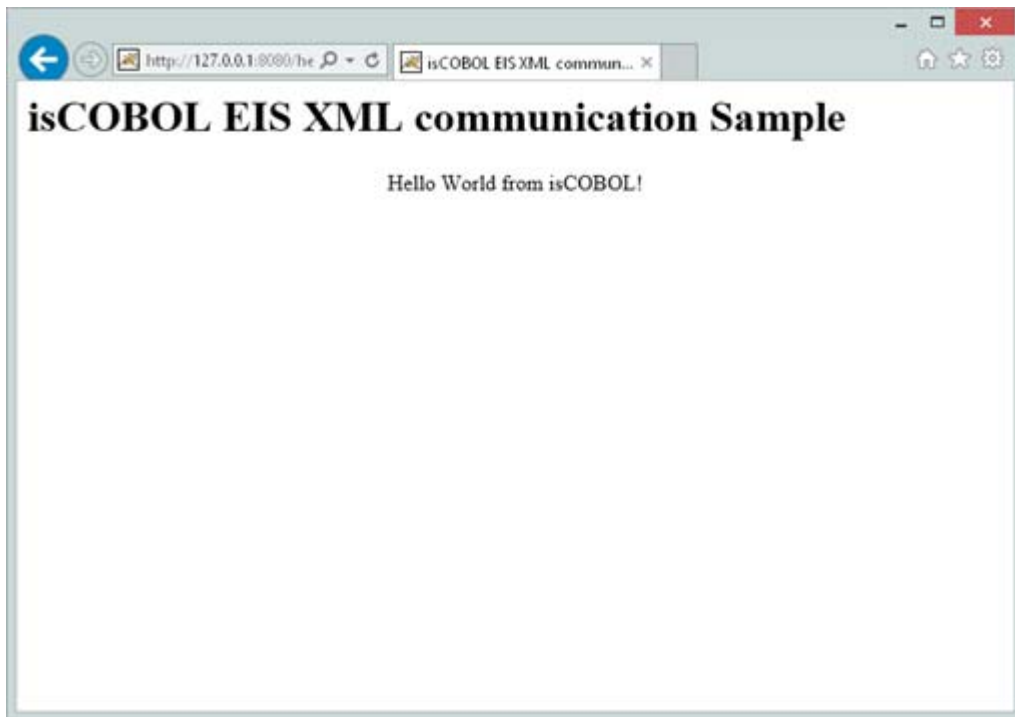 http://127.0.0.1:8080/he
isCOBOL EIS XML commun...
isCOBOL EIS XML communication Sample
Hello World from isCOBOL!